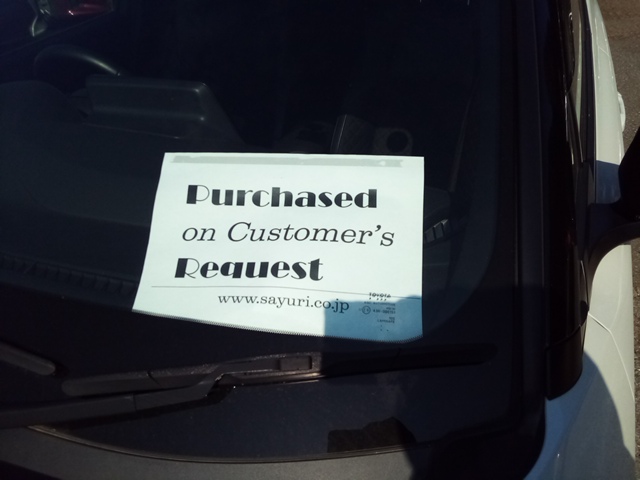 Purchased
on Customer's
Request
www.sayuri.co.jp